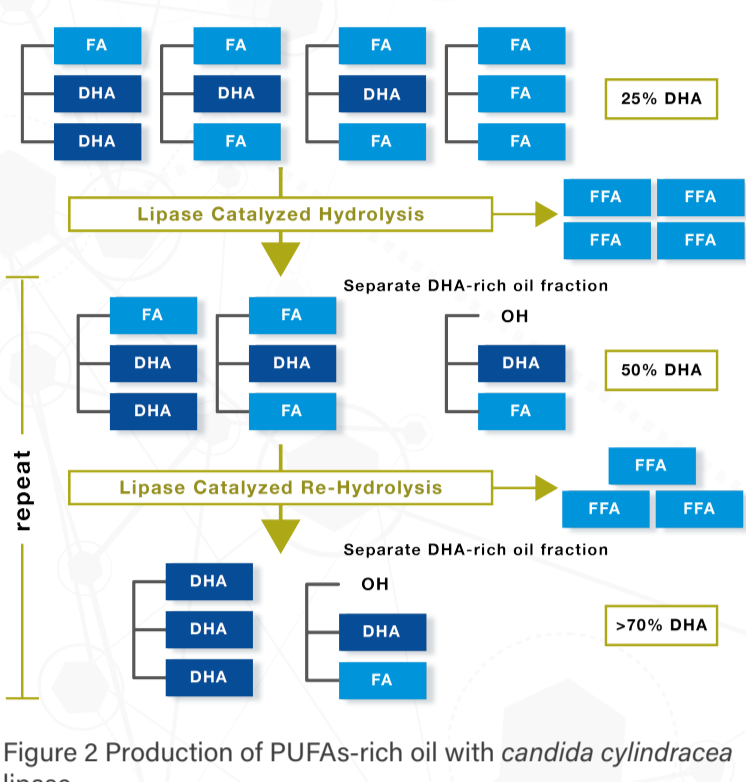 FA FA FA FA
DHA DHA DHA FA
DHA FA FA FA
25% DHA
Lipase Catalyzed Hydrolysis
FFA FFA
FFA FFA
Separate DHA-rich oil fraction
FA FA OH
DHA DHA DHA
DHA FA FA
50% DHA
repeat
Lipase Catalyzed Re-Hydrolysis
FFA
FFA FFA
Separate DHA-rich oil fraction
DHA OH
DHA DHA
DHA FA
>70% DHA
Figure 2 Production of PUFAs-rich oil with candida cylindracea